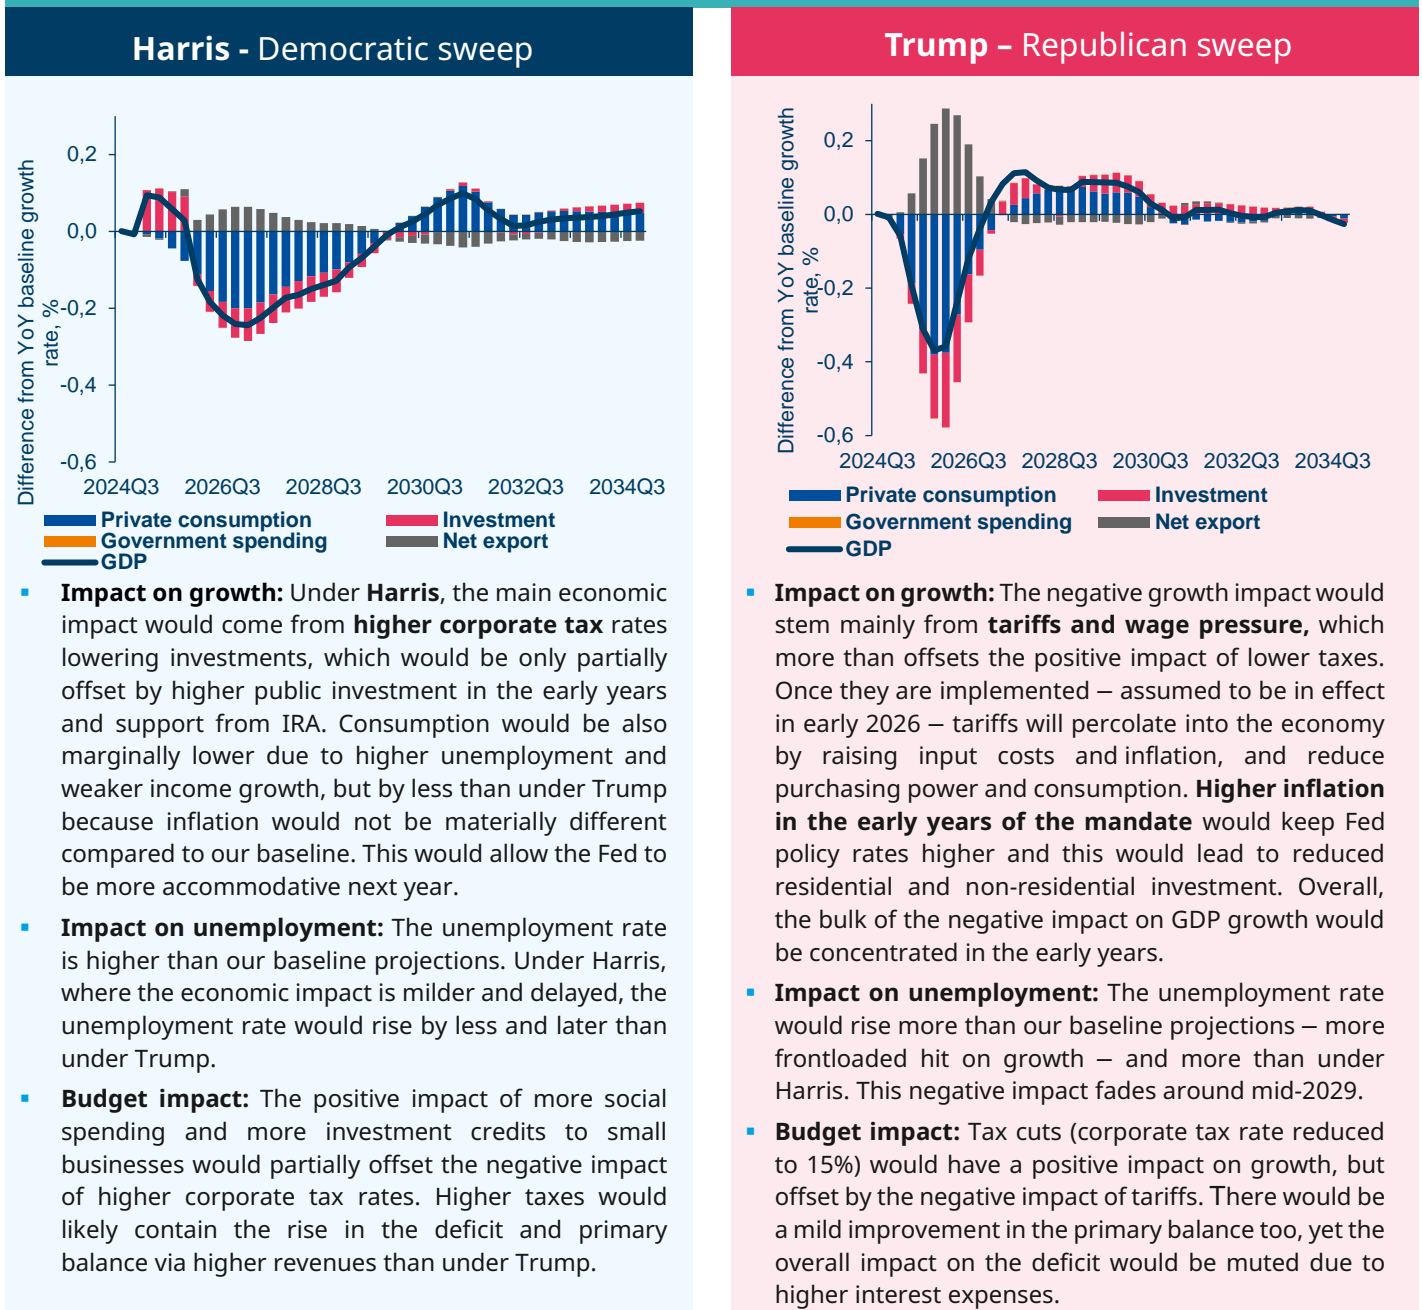 Harris - Democratic sweep
Difference from YoY baseline growth
rate, %
0,2
0,0
-0,2
-0,4
-0,6
2024Q3 2026Q3 2028Q3 2030Q3 2032Q3 2034Q3
Private consumption Investment
Government spending Net export
GDP
▪ Impact on growth: Under Harris, the main economic
impact would come from higher corporate tax rates
lowering investments, which would be only partially
offset by higher public investment in the early years
and support from IRA. Consumption would be also
marginally lower due to higher unemployment and
weaker income growth, but by less than under Trump
because inflation would not be materially different
compared to our baseline. This would allow the Fed to
be more accommodative next year.
▪ Impact on unemployment: The unemployment rate
is higher than our baseline projections. Under Harris,
where the economic impact is milder and delayed, the
unemployment rate would rise by less and later than
under Trump.
▪ Budget impact: The positive impact of more social
spending and more investment credits to small
businesses would partially offset the negative impact
of higher corporate tax rates. Higher taxes would
likely contain the rise in the deficit and primary
balance via higher revenues than under Trump.
Trump – Republican sweep
Difference from YoY baseline growth
rate, %
0,2
0,0
-0,2
-0,4
-0,6
2024Q3 2026Q3 2028Q3 2030Q3 2032Q3 2034Q3
Private consumption Investment
Government spending Net export
GDP
▪ Impact on growth: The negative growth impact would
stem mainly from tariffs and wage pressure, which
more than offsets the positive impact of lower taxes.
Once they are implemented – assumed to be in effect
in early 2026 – tariffs will percolate into the economy
by raising input costs and inflation, and reduce
purchasing power and consumption. Higher inflation
in the early years of the mandate would keep Fed
policy rates higher and this would lead to reduced
residential and non-residential investment. Overall,
the bulk of the negative impact on GDP growth would
be concentrated in the early years.
▪ Impact on unemployment: The unemployment rate
would rise more than our baseline projections – more
frontloaded hit on growth – and more than under
Harris. This negative impact fades around mid-2029.
▪ Budget impact: Tax cuts (corporate tax rate reduced
to 15%) would have a positive impact on growth, but
offset by the negative impact of tariffs. There would be
a mild improvement in the primary balance too, yet the
overall impact on the deficit would be muted due to
higher interest expenses.